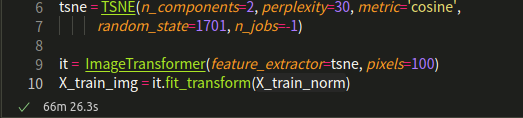 6 tsne = TSNE(n_components=2, perplexity=30, metric='cosine',
7 random_state=1701, n_jobs=-1)
8
9 it = ImageTransformer(feature_extractor=tsne, pixels=100)
10 X_train_img = it.fit_transform(X_train_norm)
66m 26.3s